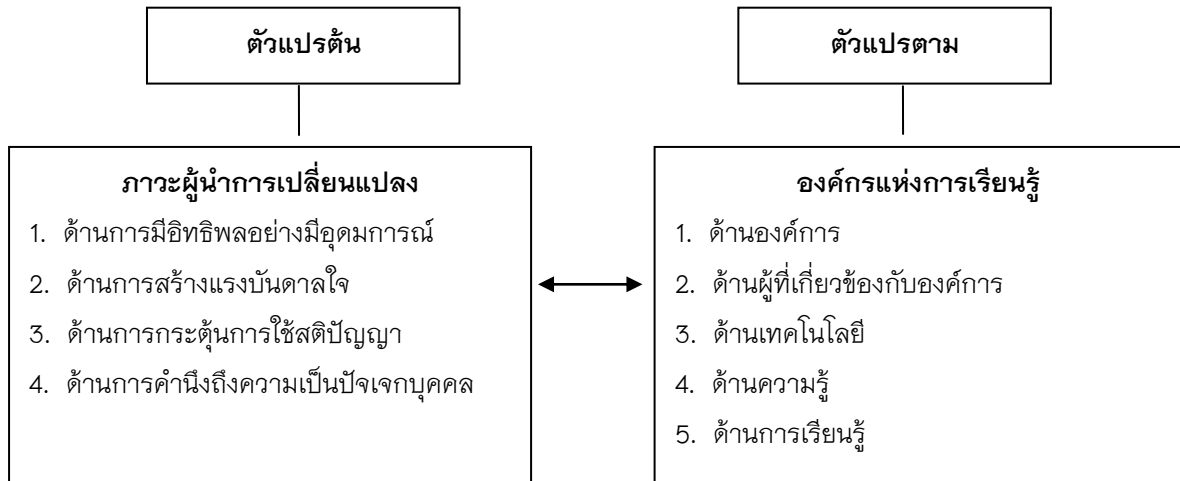 ตัวแปรต้น
ตัวแปรตาม
ภาวะผู้นำการเปลี่ยนแปลง
1. ด้านการมีอิทธิพลอย่างมีอุดมการณ์
2. ด้านการสร้างแรงบันดาลใจ
3. ด้านการกระตุ้นการใช้สติปัญญา
4. ด้านการคำนึงถึงความเป็นปัจเจกบุคคล
องค์กรแห่งการเรียนรู้
1. ด้านองค์การ
2. ด้านผู้ที่เกี่ยวข้องกับองค์การ
3. ด้านเทคโนโลยี
4. ด้านความรู้
5. ด้านการเรียนรู้